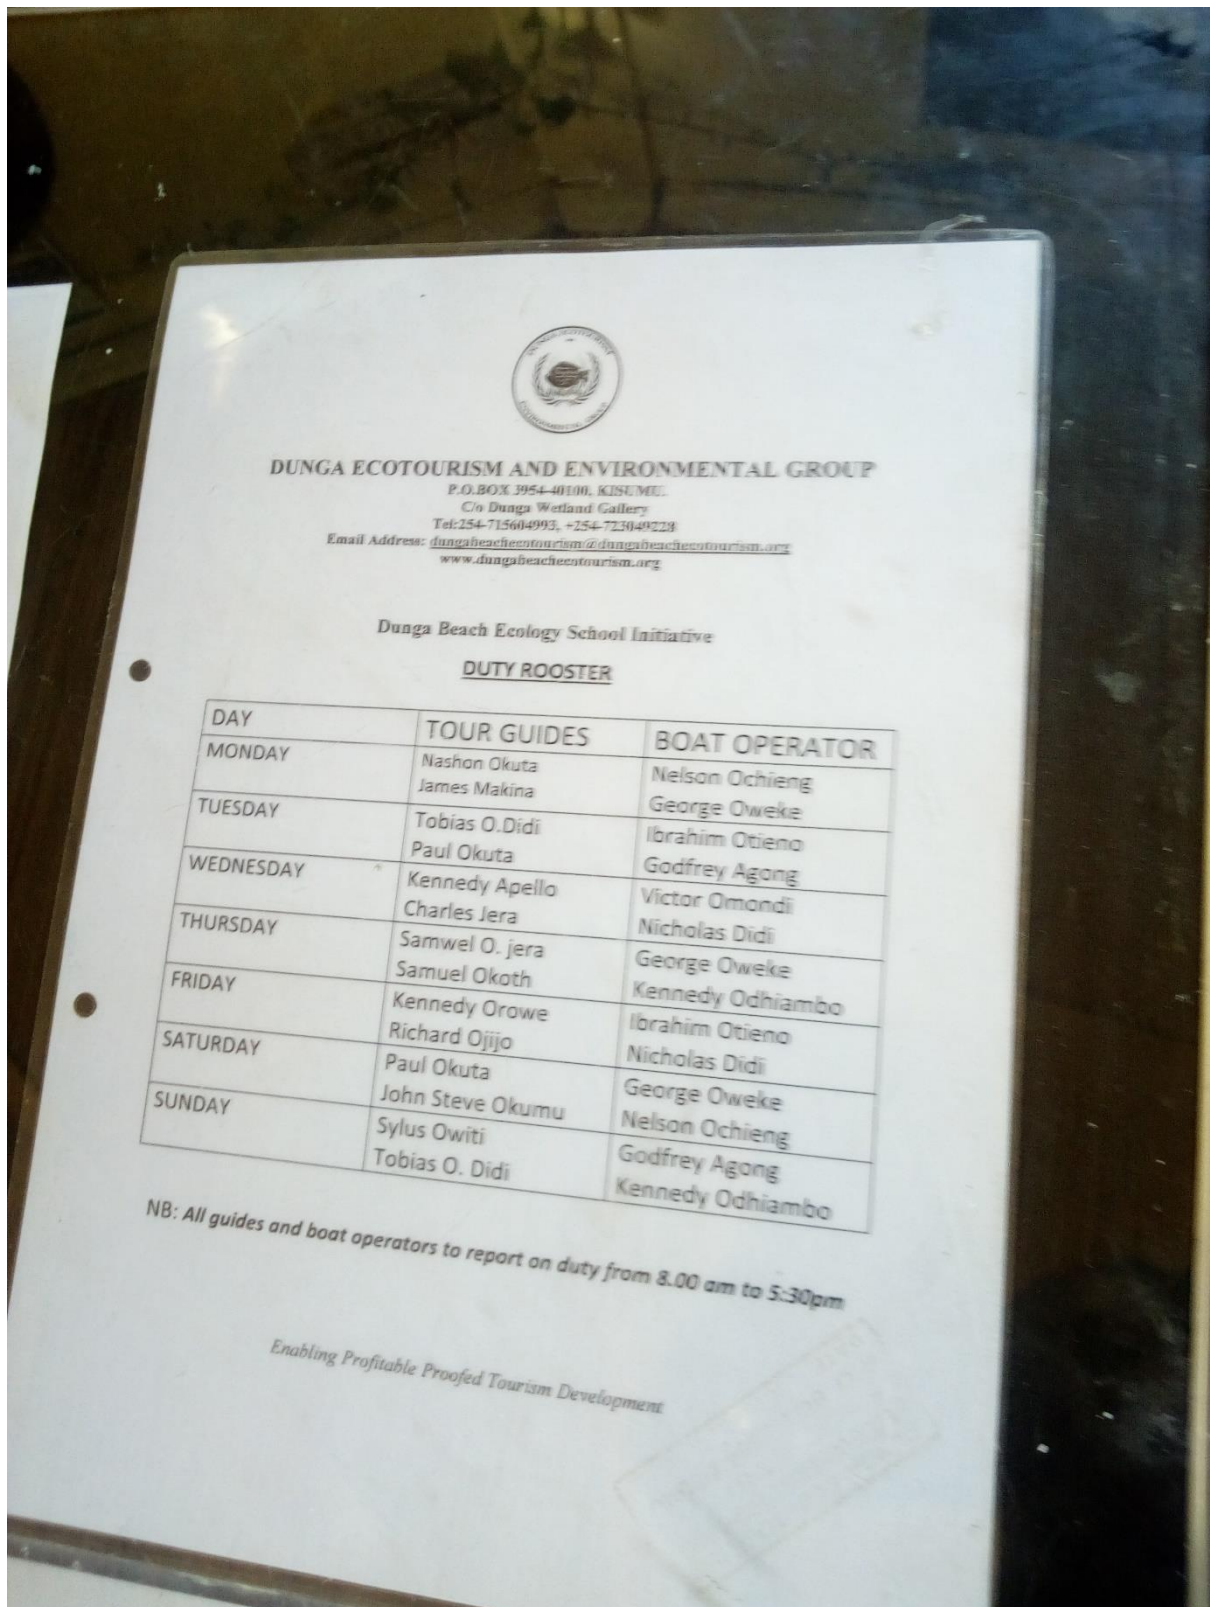 DUNGA ECOTOURISM AND ENVIRONMENTAL GROUP
P.O.BOX 3954-40100, KISUMU.
C/o Dunga Wetland Gallery
Tel:254-715604993, +254-723049228
Email Address: dungabeachecotourism@dungabeachecotourism.org
www.dungabeachecotourism.org
Dunga Beach Ecology School Initiative
DUTY ROOSTER
DAY TOUR GUIDES BOAT OPERATOR
MONDAY Nashon Okuta Nelson Ochieng
James Makina George Oweke
TUESDAY Tobias O.Didi Ibrahim Otieno
Paul Okuta Godfrey Agong
WEDNESDAY Kennedy Apello Victor Omondi
Charles Jera Nicholas Didi
THURSDAY Samwel O. jera George Oweke
Samuel Okoth Kennedy Odhiambo
FRIDAY Kennedy Orowe Ibrahim Otieno
Richard Ojijo Nicholas Didi
SATURDAY Paul Okuta George Oweke
John Steve Okumu Nelson Ochieng
SUNDAY Sylus Owiti Godfrey Agong
Tobias O. Didi Kennedy Odhiambo
NB: All guides and boat operators to report on duty from 8.00 am to 5:30pm
Enabling Profitable Proofed Tourism Development